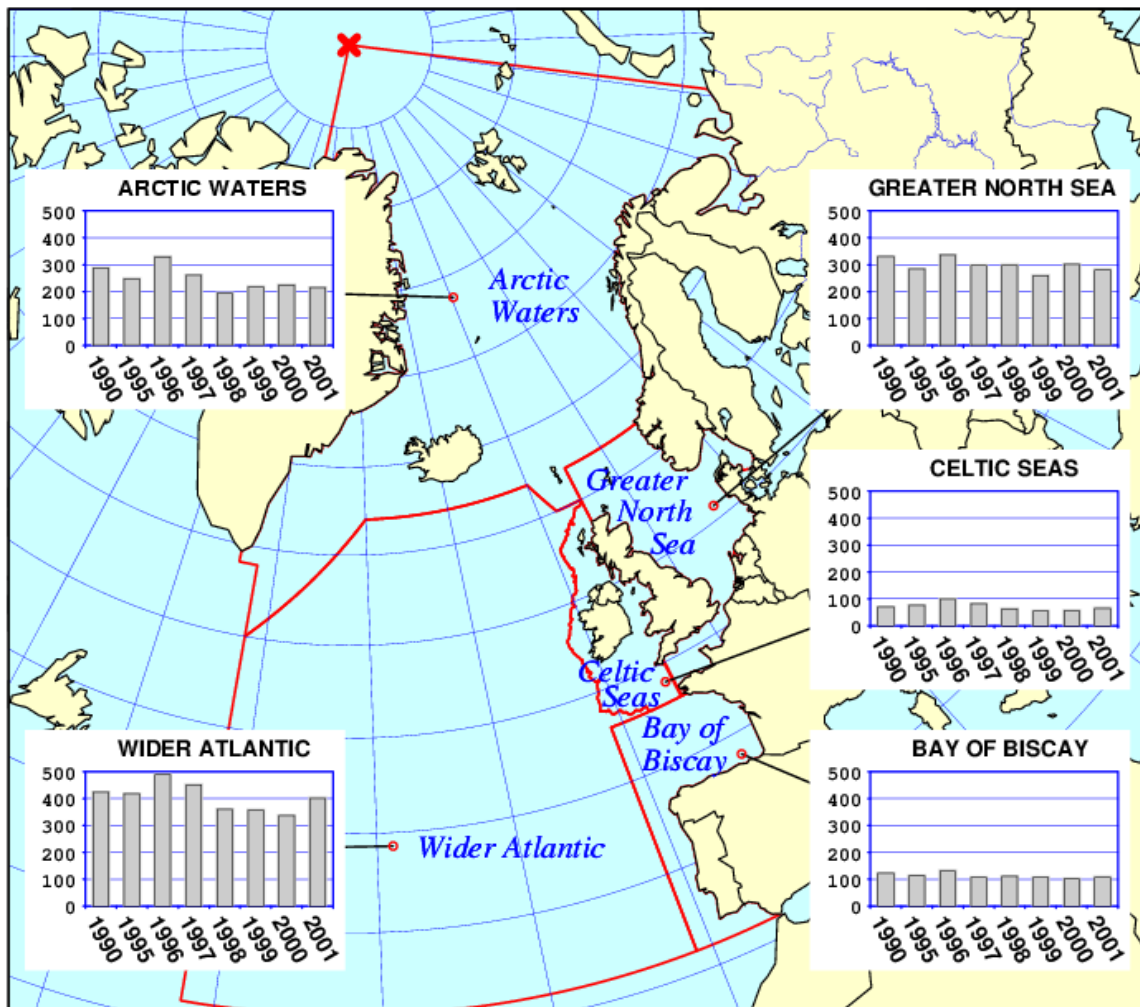 ARCTIC WATERS
500
400
300
200
100
0
1990 1995 1996 1997 1998 1999 2000 2001
GREATER NORTH SEA
500
400
300
200
100
0
1990 1995 1996 1997 1998 1999 2000 2001
Arctic
Waters
Greater
North
Sea
CELTIC SEAS
500
400
300
200
100
0
1990 1995 1996 1997 1998 1999 2000 2001
Celtic
Seas
Bay of
Biscay
WIDER ATLANTIC
500
400
300
200
100
0
1990 1995 1996 1997 1998 1999 2000 2001
Wider Atlantic
BAY OF BISCAY
500
400
300
200
100
0
1990 1995 1996 1997 1998 1999 2000 2001